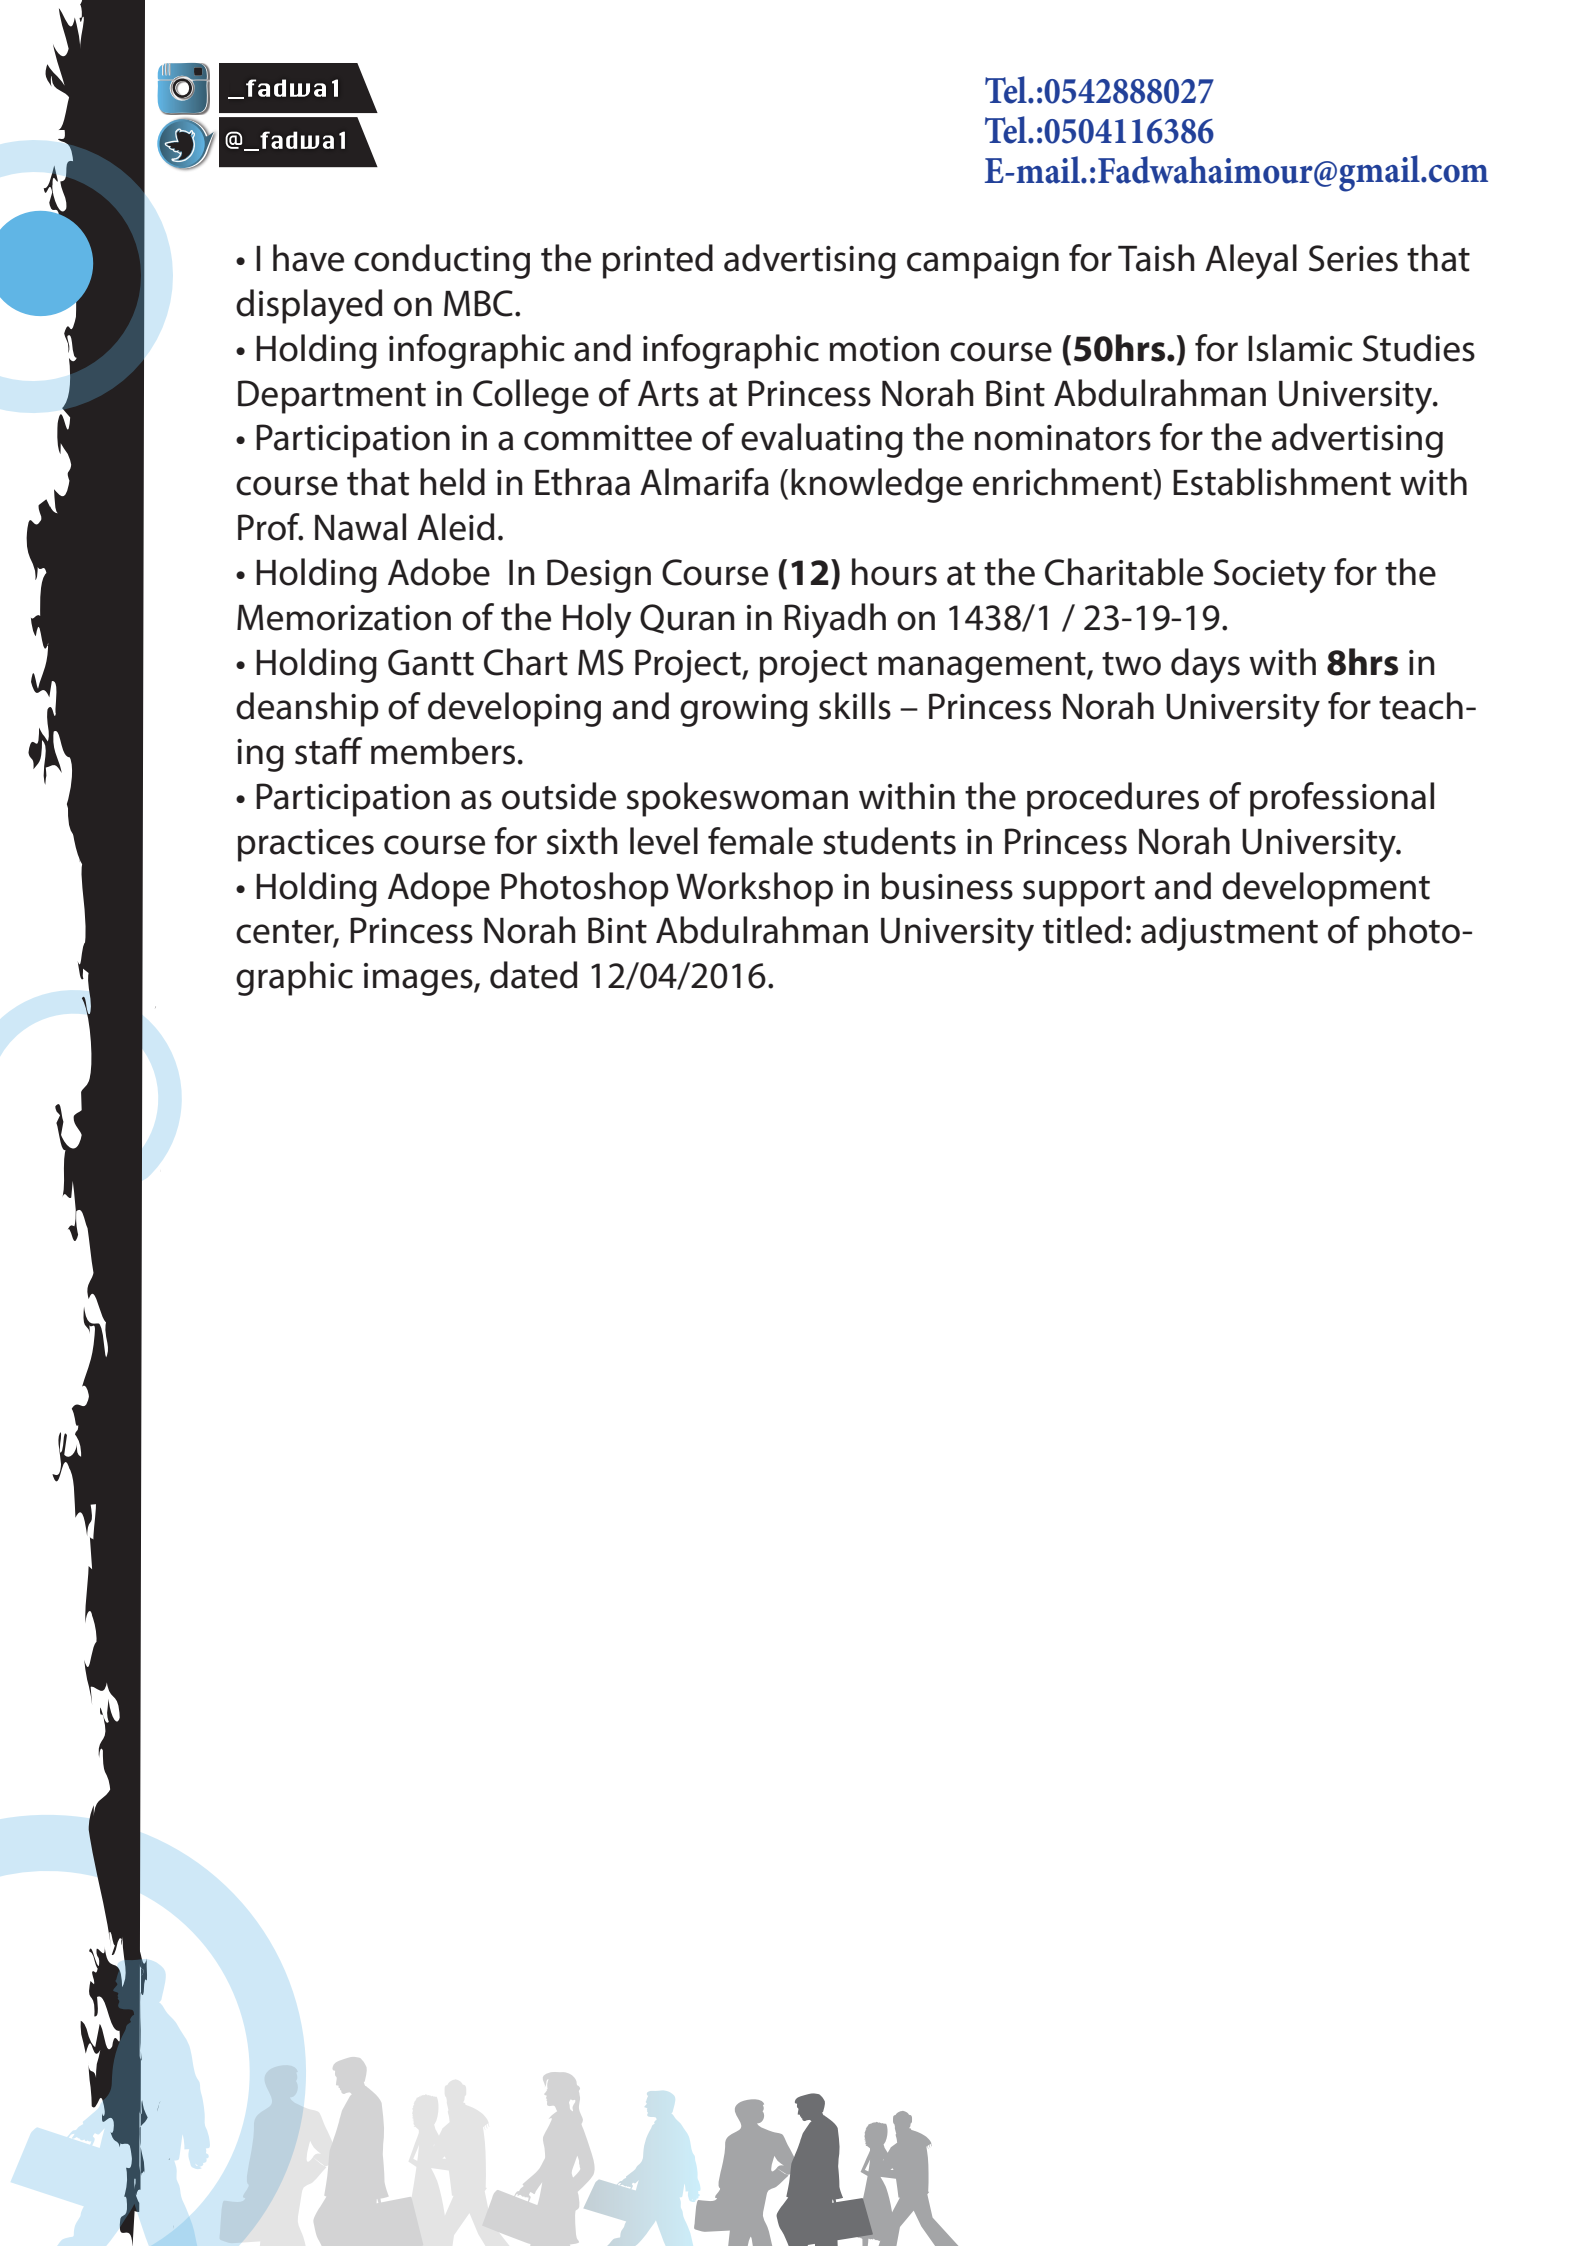 _fadwa1
@_fadwa1
Tel.:0542888027
Tel.:0504116386
E-mail.:Fadwahaimour@gmail.com
• I have conducting the printed advertising campaign for Taish Aleyal Series that
displayed on MBC.
• Holding infographic and infographic motion course (50hrs.) for Islamic Studies
Department in College of Arts at Princess Norah Bint Abdulrahman University.
• Participation in a committee of evaluating the nominators for the advertising
course that held in Ethraa Almarifa (knowledge enrichment) Establishment with
Prof. Nawal Aleid.
• Holding Adobe  In Design Course (12) hours at the Charitable Society for the
Memorization of the Holy Quran in Riyadh on 1438/1 / 23-19-19.
• Holding Gantt Chart MS Project, project management, two days with 8hrs in
deanship of developing and growing skills – Princess Norah University for teach-
ing staff members.
• Participation as outside spokeswoman within the procedures of professional
practices course for sixth level female students in Princess Norah University.
• Holding Adope Photoshop Workshop in business support and development
center, Princess Norah Bint Abdulrahman University titled: adjustment of photo-
graphic images, dated 12/04/2016.